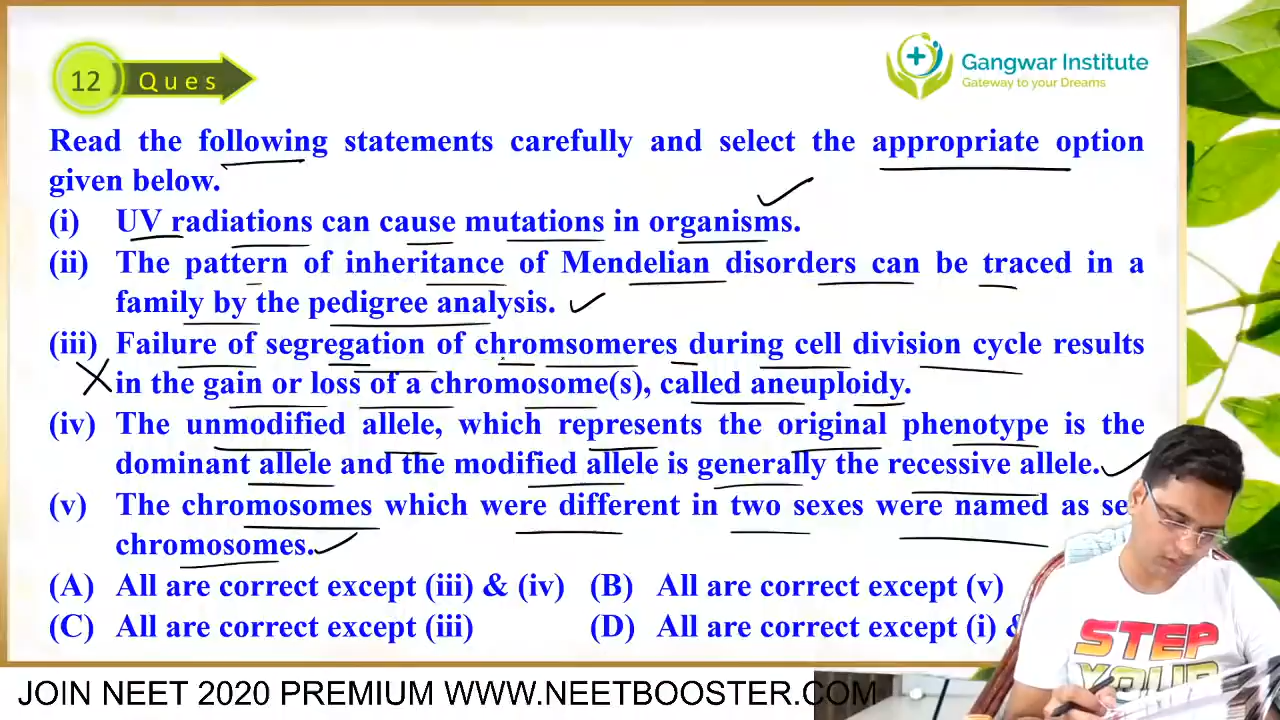 12 Ques
Gangwar Institute
Gateway to your Dreams
Read the following statements carefully and select the appropriate option
given below.
(i) UV radiations can cause mutations in organisms.
(ii) The pattern of inheritance of Mendelian disorders can be traced in a
family by the pedigree analysis.
(iii) Failure of segregation of chromsomeres during cell division cycle results
in the gain or loss of a chromosome(s), called aneuploidy.
(iv) The unmodified allele, which represents the original phenotype is the
dominant allele and the modified allele is generally the recessive allele.
(v) The chromosomes which were different in two sexes were named as se
chromosomes.
(A) All are correct except (iii) & (iv) (B) All are correct except (v)
(C) All are correct except (iii) (D) All are correct except (i) &
STEP
YOUR
JOIN NEET 2020 PREMIUM WWW.NEETBOOSTER.COM